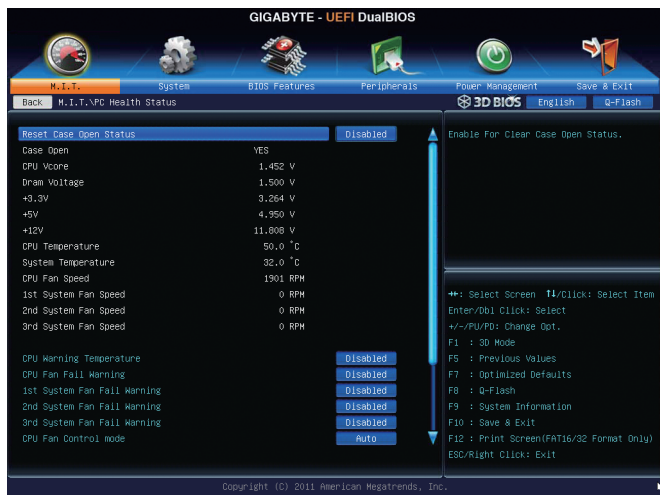 GIGABYTE - UEFI DualBIOS
M.I.T.
System
BIOS Features
Peripherals
Power Management
Save & Exit
Back M.I.T.\PC Health Status
3D BIOS English Q-Flash
Reset Case Open Status Disabled
Case Open YES
CPU Vcore 1.452 V
Dram Voltage 1.500 V
+3.3V 3.264 V
+5V 4.950 V
+12V 11.808 V
CPU Temperature 50.0 °C
System Temperature 32.0 °C
CPU Fan Speed 1901 RPM
1st System Fan Speed 0 RPM
2nd System Fan Speed 0 RPM
3rd System Fan Speed 0 RPM
CPU Warning Temperature Disabled
CPU Fan Fail Warning Disabled
1st System Fan Fail Warning Disabled
2nd System Fan Fail Warning Disabled
3rd System Fan Fail Warning Disabled
CPU Fan Control mode Auto
Enable For Clear Case Open Status.
→←: Select Screen ↑↓/Click: Select Item
Enter/Dbl Click: Select
+/-/PU/PD: Change Opt.
F1 : 3D Mode
F5 : Previous Values
F7 : Optimized Defaults
F8 : Q-Flash
F9 : System Information
F10 : Save & Exit
F12 : Print Screen(FAT16/32 Format Only)
ESC/Right Click: Exit
Copyright (C) 2011 American Megatrends, Inc.